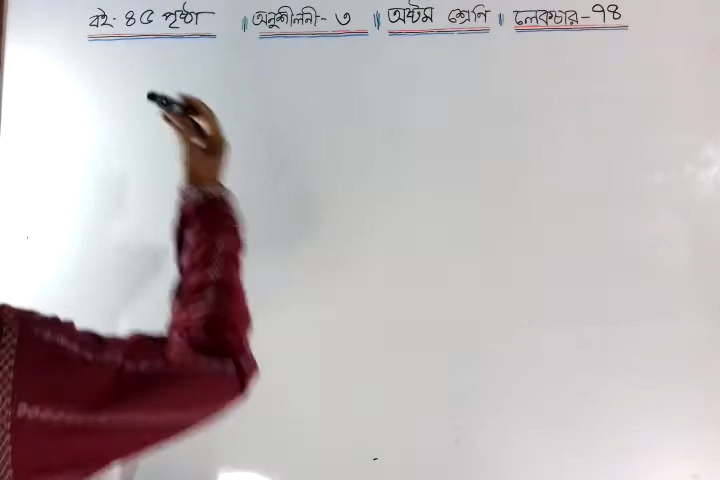 বই- ৪৫ পৃষ্ঠা || অনুশীলনী- ৩ || অষ্টম শ্রেণি || লেকচার-৭৪